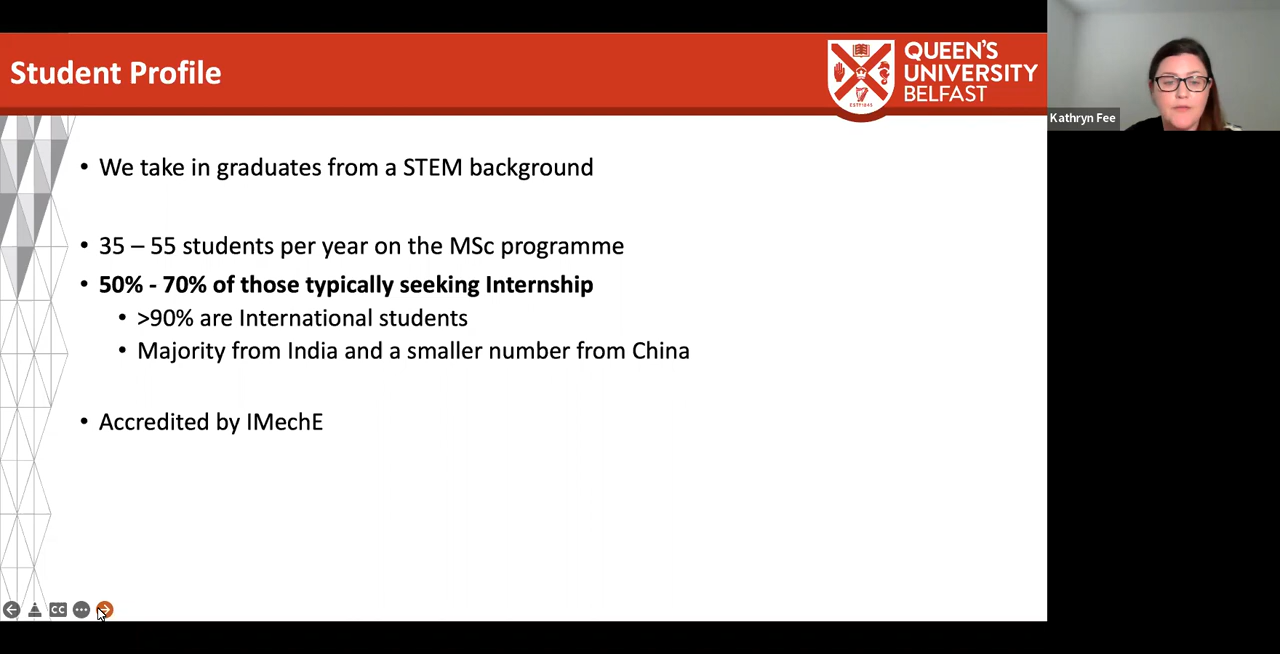 Student Profile
QUEEN'S
UNIVERSITY
BELFAST
ESTD1845
Kathryn Fee
• We take in graduates from a STEM background
• 35 – 55 students per year on the MSc programme
• 50% - 70% of those typically seeking Internship
• >90% are International students
• Majority from India and a smaller number from China
• Accredited by IMechE
CC